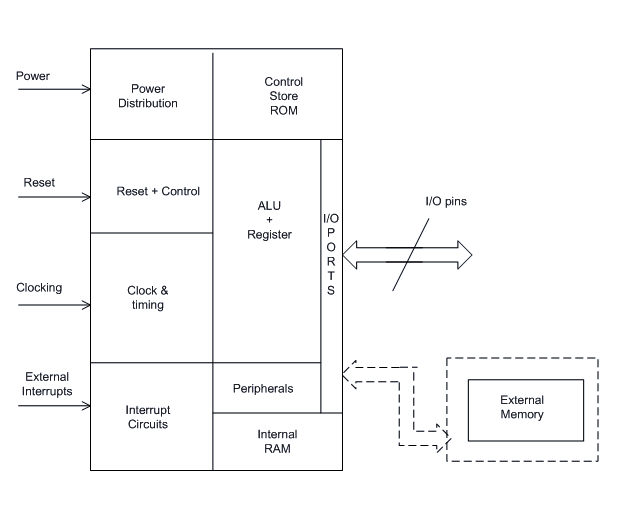 Power
Power
Distribution
Control
Store
ROM
Reset
Reset + Control
ALU
+
Register
I/O
P
O
R
T
S
I/O pins
Clocking
Clock &
timing
External
Interrupts
Interrupt
Circuits
Peripherals
Internal
RAM
External
Memory